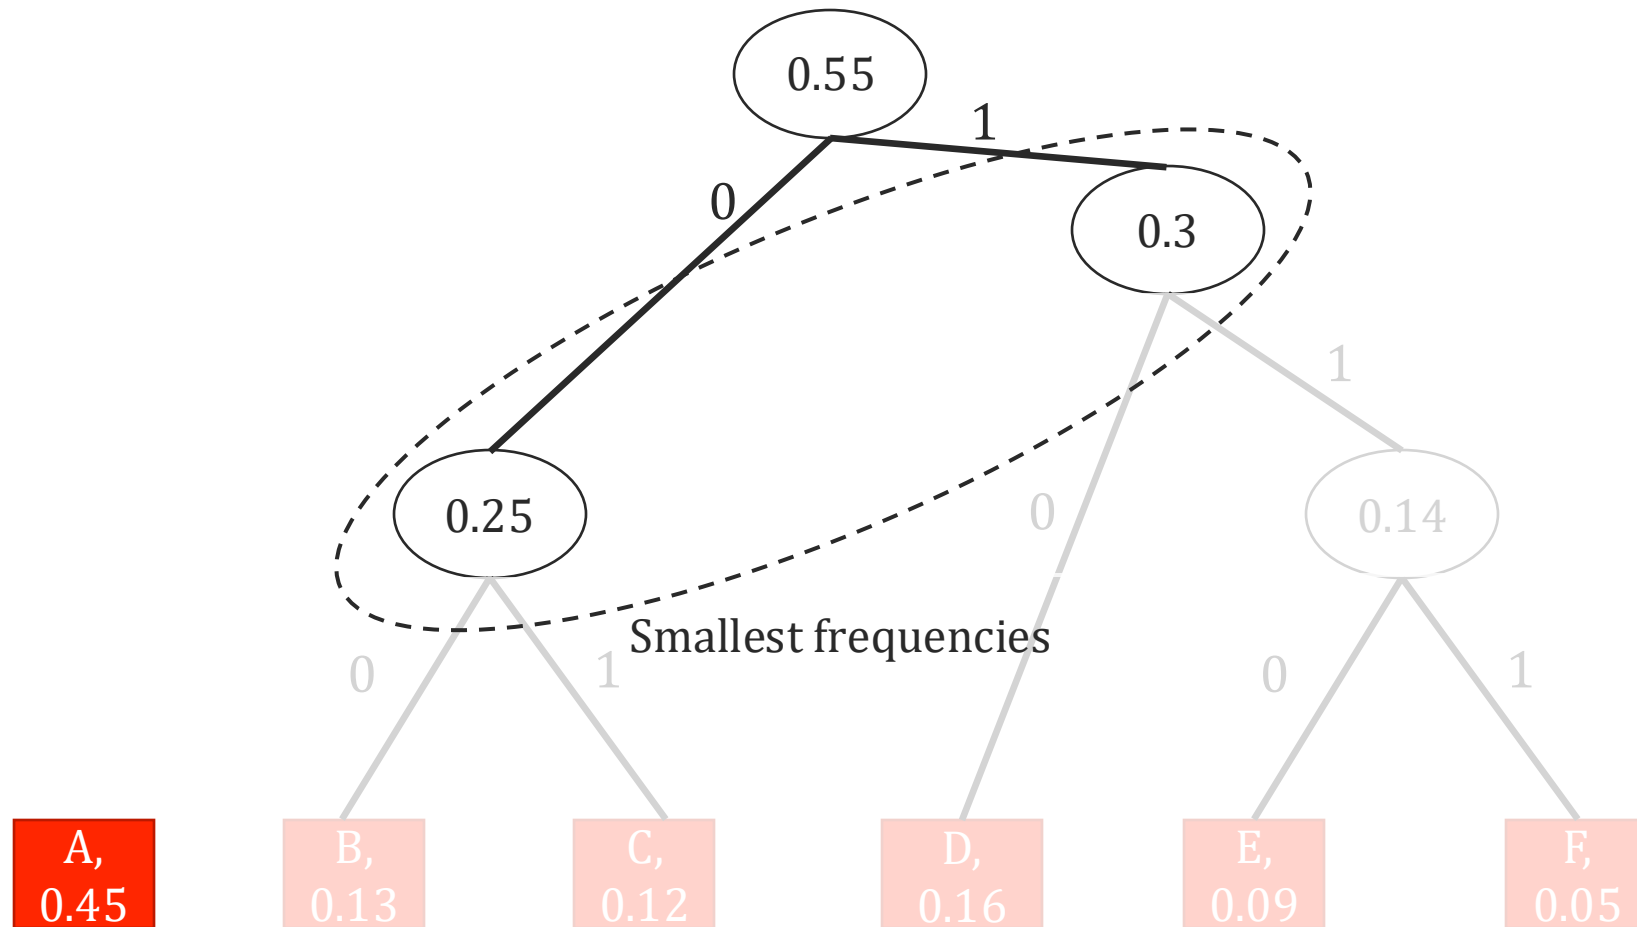 0.55
1
0
0.3
1
0.25
0
0.14
Smallest frequencies
0
1
0
1
A,
0.45
B,
0.13
C,
0.12
D,
0.16
E,
0.09
F,
0.05